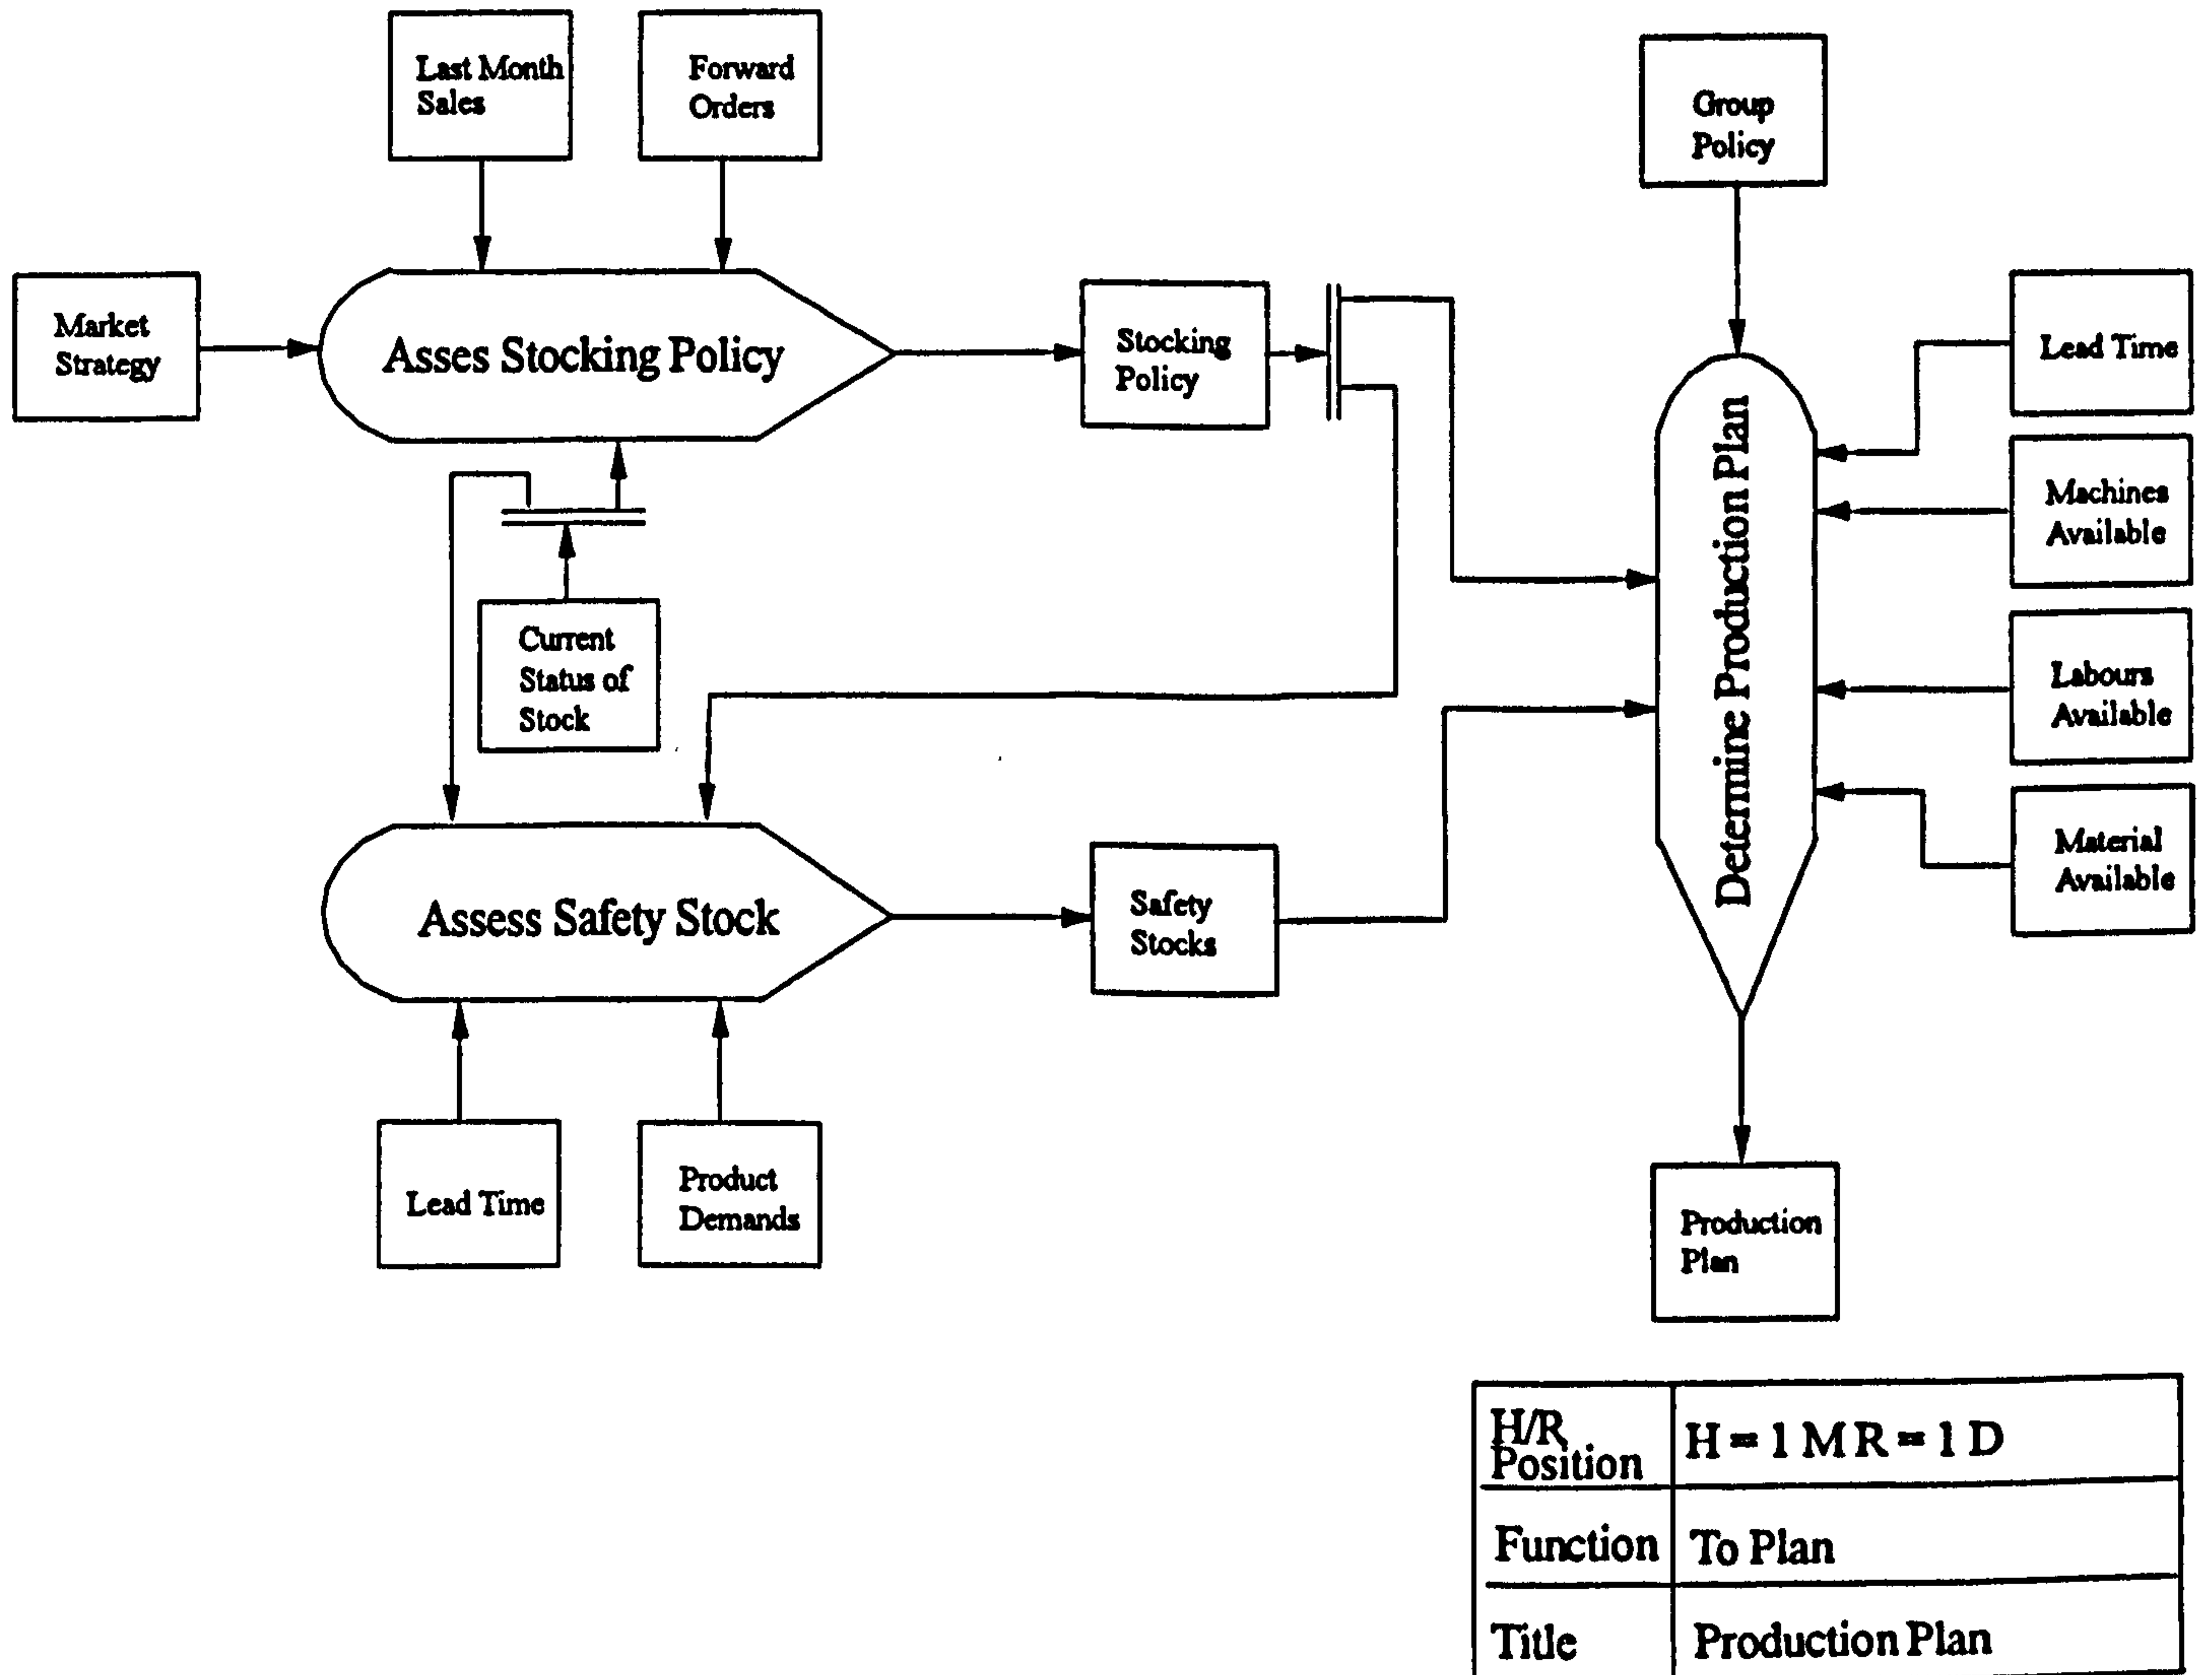 Last Month
Sales
Forward
Orders
Group
Policy
Market
Strategy
Asses Stocking Policy
Stocking
Policy
Lead Time
Machines
Available
Determine Production Plan
Current
Status of
Stock
Labours
Available
Material
Available
Assess Safety Stock
Safety
Stocks
Lead Time
Product
Demands
Production
Plan
H/R
Position
H = 1 M R = 1 D
Function
To Plan
Title
Production Plan